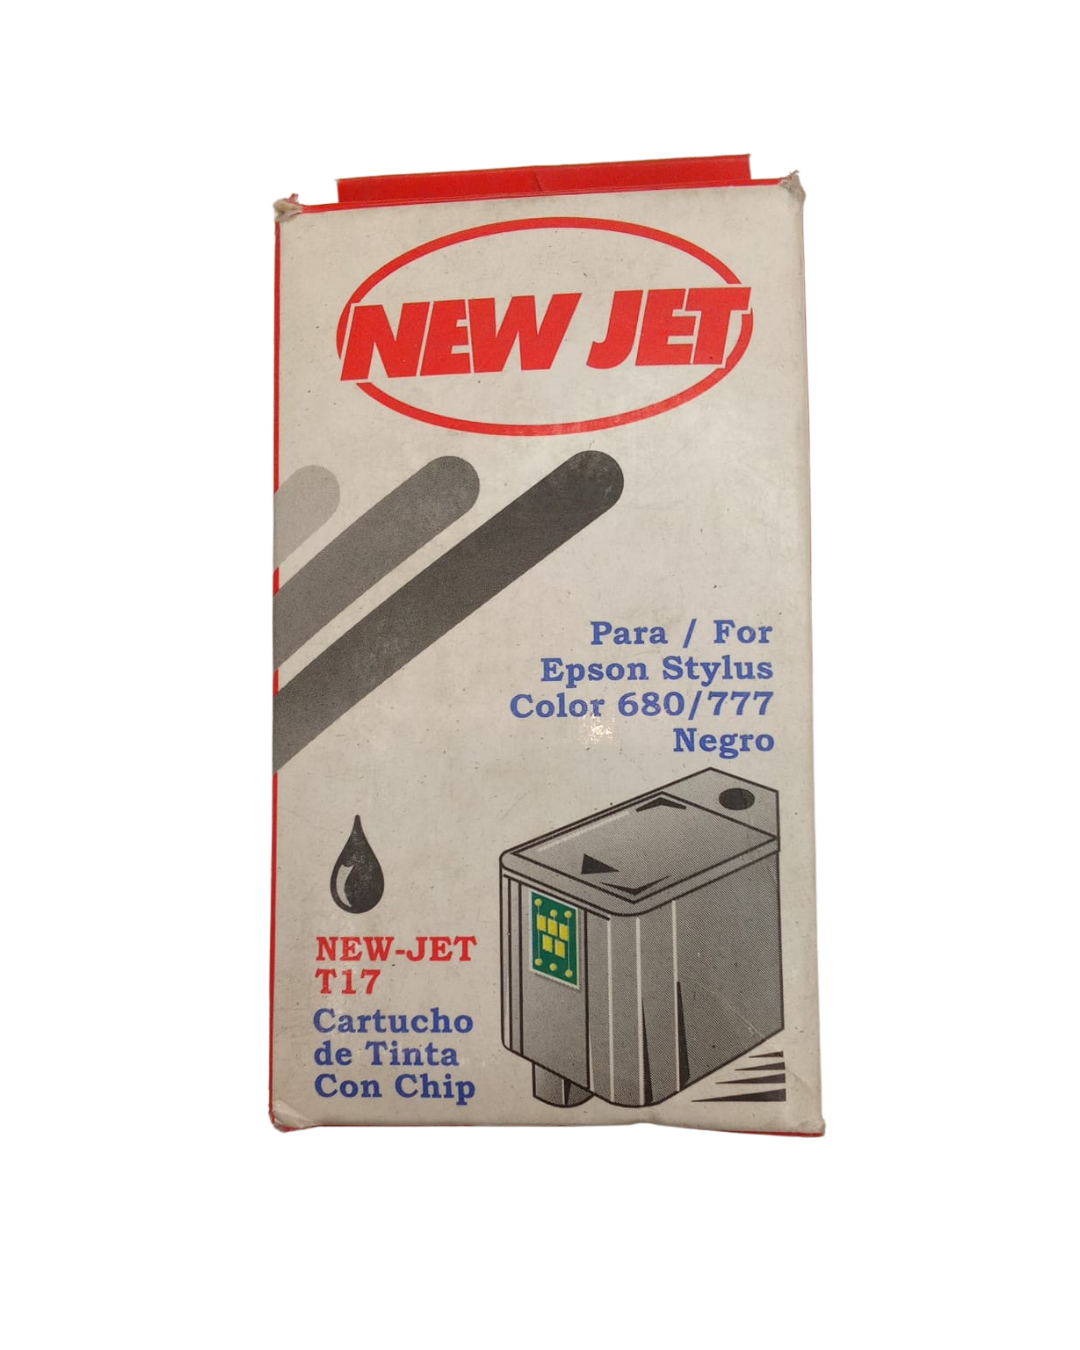 NEW JET
Para / For
Epson Stylus
Color 680/777
Negro
NEW-JET
T17
Cartucho
de Tinta
Con Chip